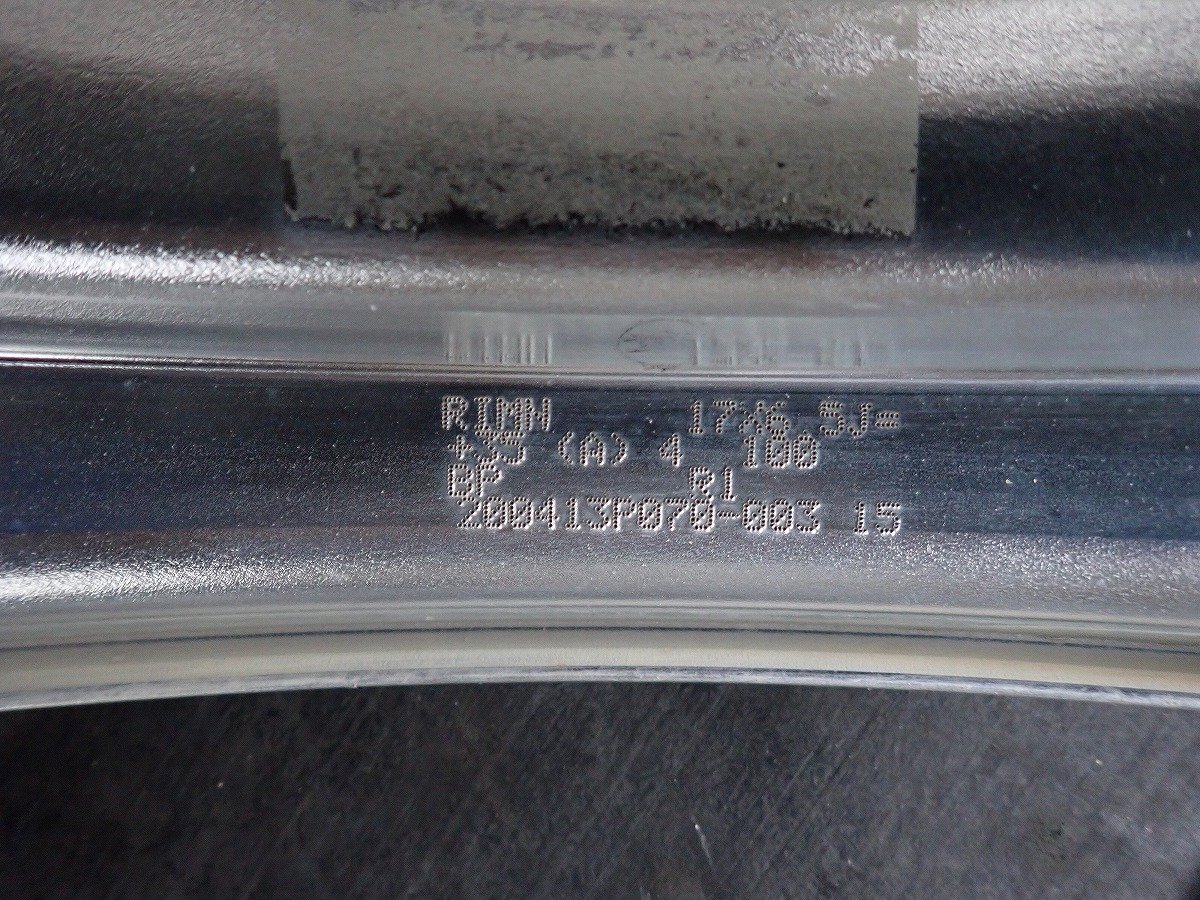 RIMN 17X6.5J=
+35 (A) 4 100
BP R1
200413P070-003 15